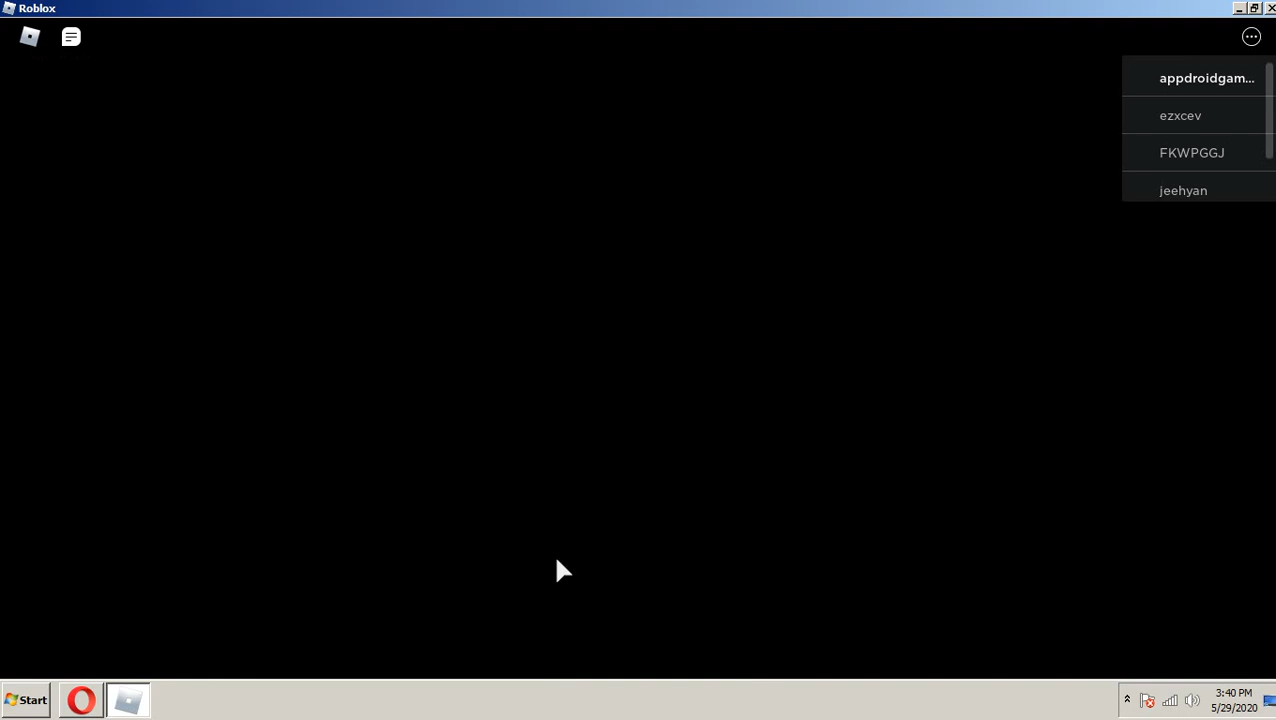 Roblox
appdroidgam...
ezxcev
FKWPGGJ
jeehyan
Start
3:40 PM
5/29/2020